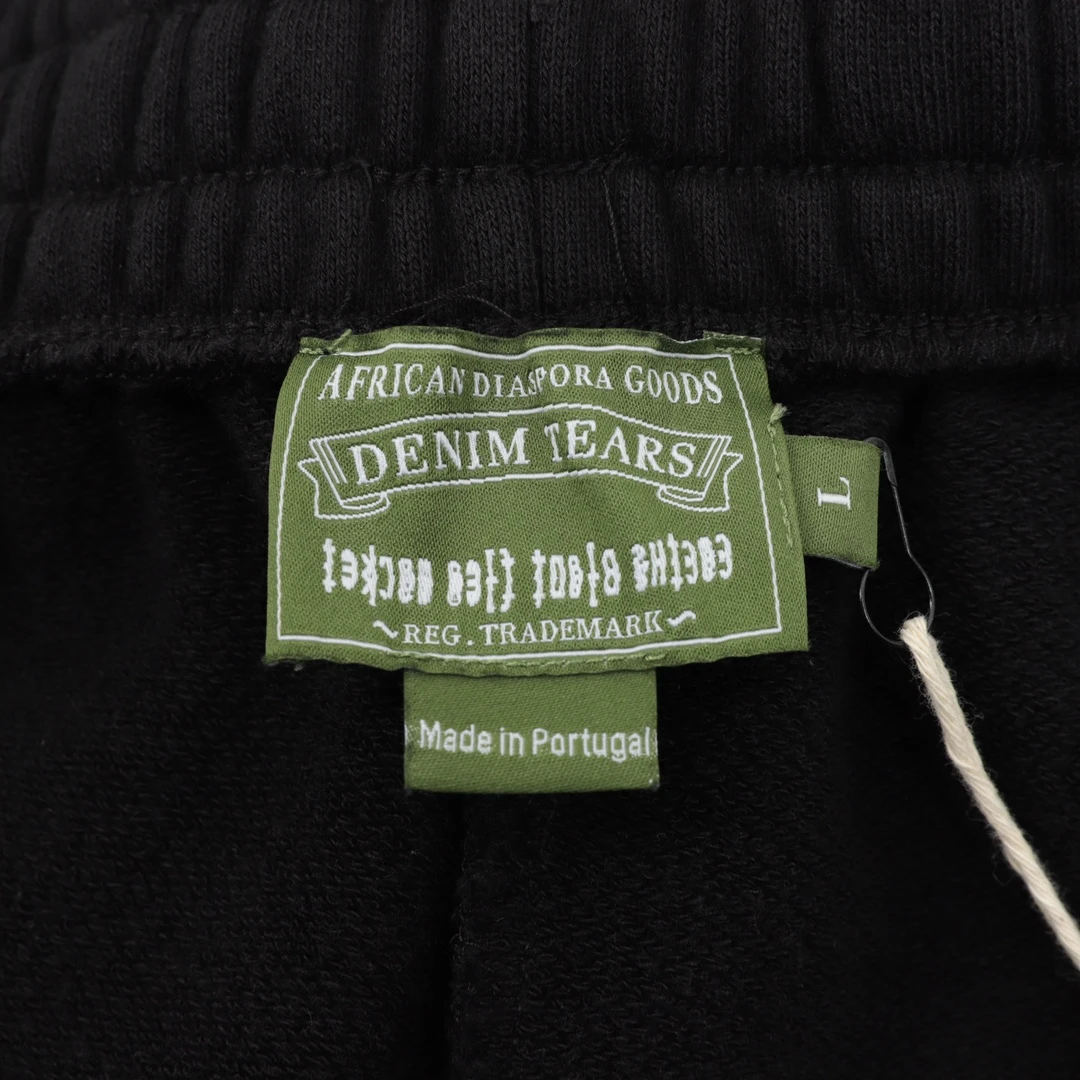 AFRICAN DIASPORA GOODS
DENIM TEARS
L
~REG. TRADEMARK~
Made in Portugal